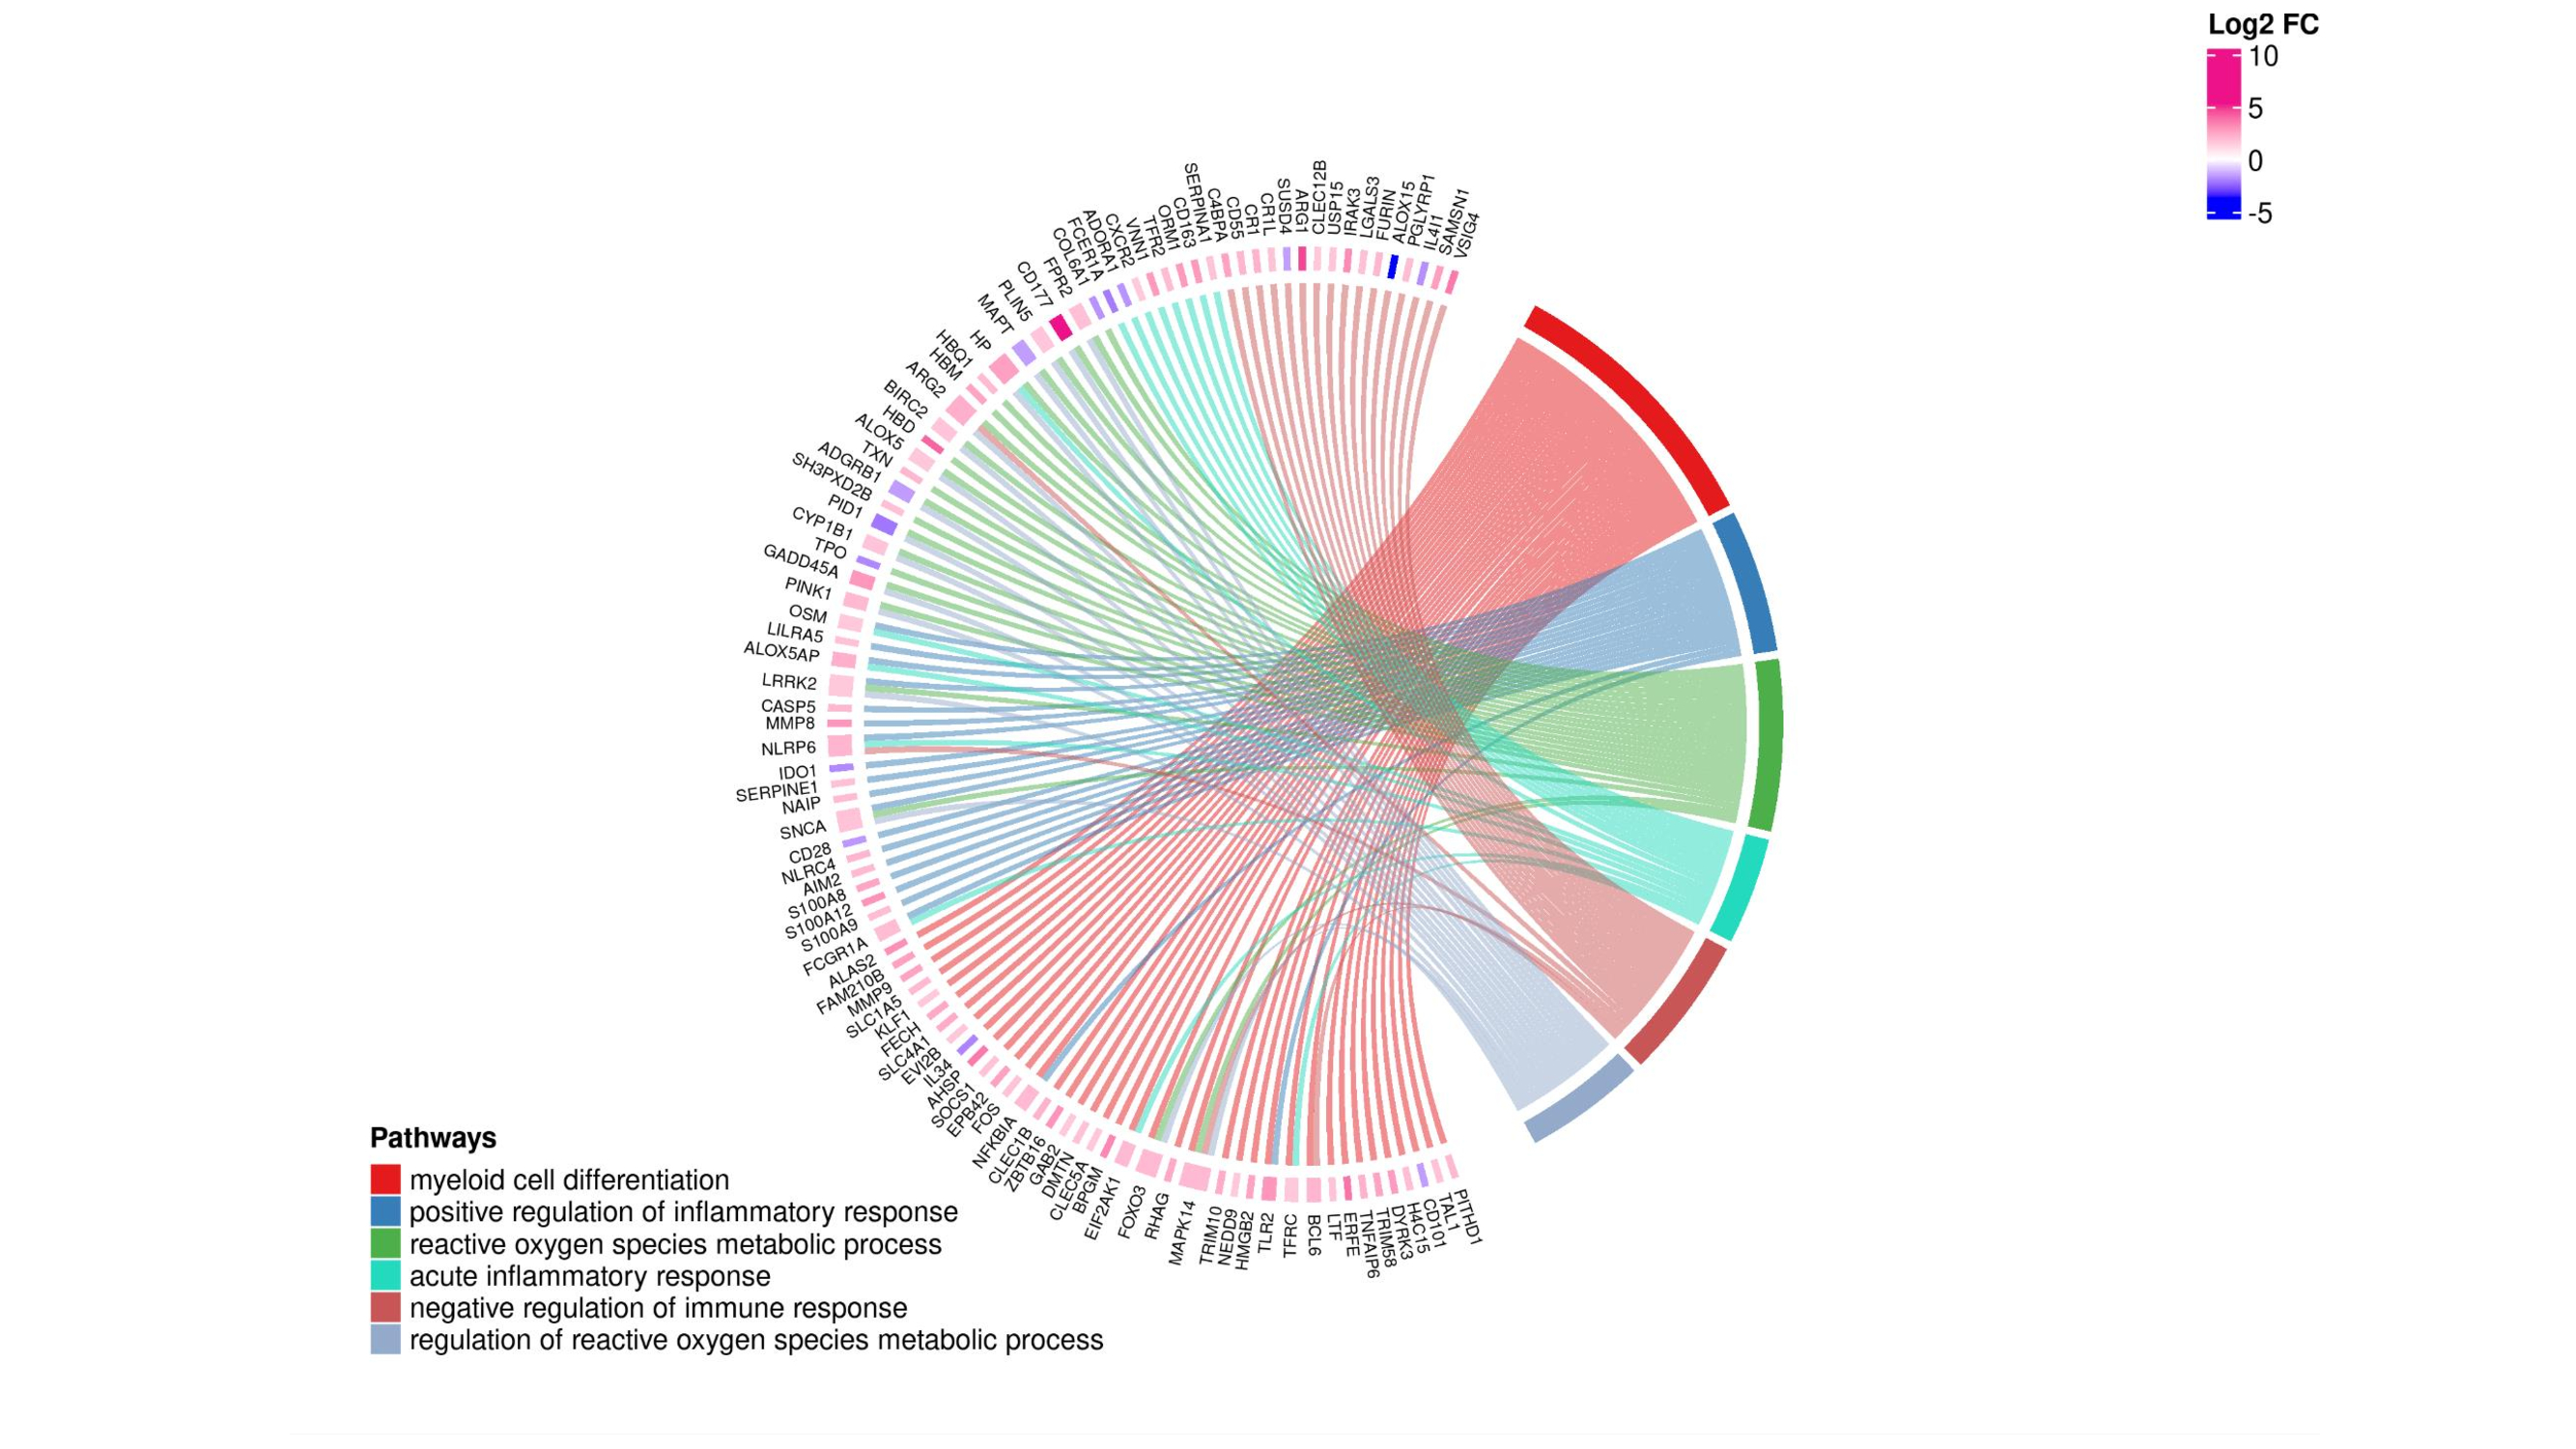 Log2 FC
10
5
0
-5
VSIG4
SAMSN1
IL4I1
PGLYRP1
ALOX15
FURIN
LGALS3
IRAK3
USP15
CLEC12B
ARG1
SUSD4
CR1L
CR1
CD55
C4BPA
SERPINA1
CD163
ORM1
TFR2
VNN1
CXCR2
ADORA1
FCER1A
COL6A1
FPR2
CD177
PLIN5
MAPT
HP
HBQ1
HBM
ARG2
BIRC2
HBD
ALOX5
TXN
ADGRB1
SH3PXD2B
PID1
CYP1B1
TPO
GADD45A
PINK1
OSM
LILRA5
ALOX5AP
LRRK2
CASP5
MMP8
NLRP6
IDO1
SERPINE1
NAIP
SNCA
CD28
NLRC4
AIM2
S100A8
S100A12
S100A9
FCGR1A
ALAS2
FAM210B
MMP9
SLC1A5
KLF1
FECH
SLC4A1
EVI2B
IL34
AHSP
SOCS1
EPB42
FOS
NFKBIA
CLEC1B
ZBTB16
GAB2
DMTN
CLEC5A
BPGM
EIF2AK1
FOXO3
RHAG
MAPK14
TRIM10
NEDD9
HMGB2
TLR2
TFRC
BCL6
LTF
ERFE
TNFAIP6
TRIM58
DYRK3
H4C15
CD101
TAL1
PITHD1
Pathways
myeloid cell differentiation
positive regulation of inflammatory response
reactive oxygen species metabolic process
acute inflammatory response
negative regulation of immune response
regulation of reactive oxygen species metabolic process